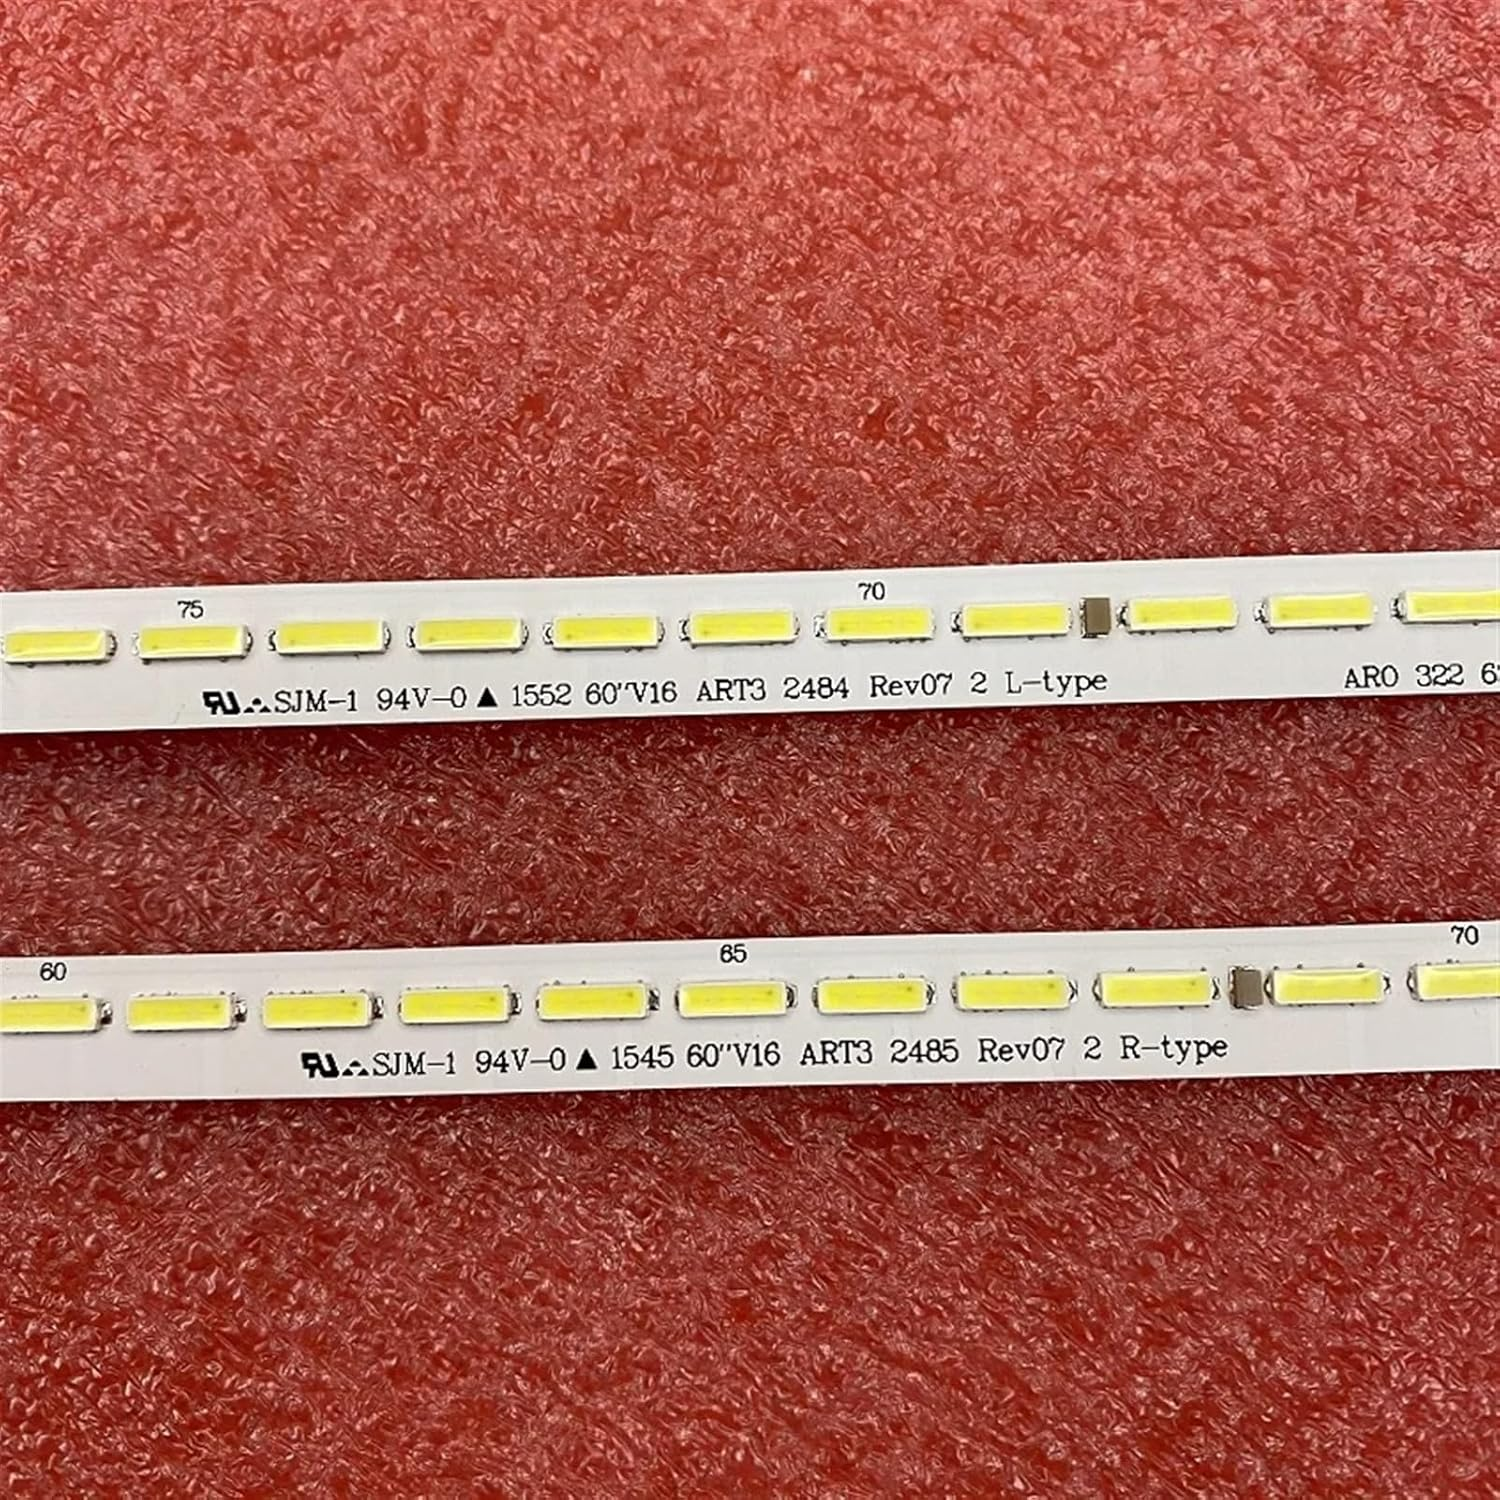 75 70
SJM-1 94V-0 ▲ 1552 60"V16 ART3 2484 Rev07 2 L-type ARO 322
60 65 70
SJM-1 94V-0 ▲ 1545 60"V16 ART3 2485 Rev07 2 R-type